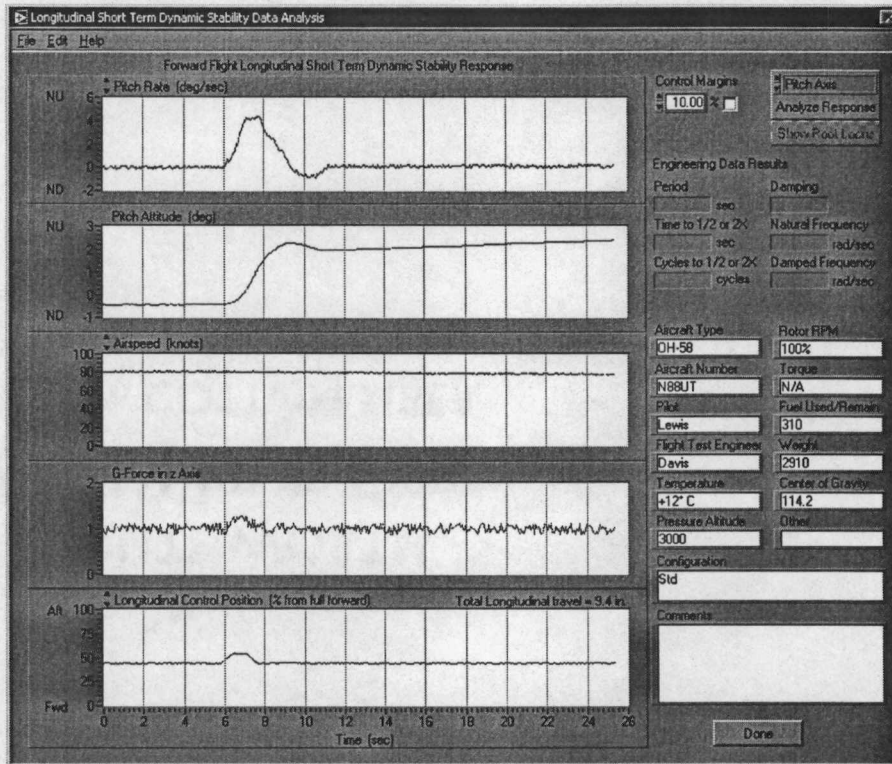 Longitudinal Short Term Dynamic Stability Data Analysis
File Edit Help
Forward Flight Longitudinal Short Term Dynamic Stability Response
NU
Pitch Rate (deg/sec)
6
4
2
0
-2
ND
NU
Pitch Altitude (deg)
3
2
1
0
-1
ND
Airspeed (knots)
100
80
60
40
20
0
G-Force in z Axis
2
1
0
Aft
Longitudinal Control Position (% from full forward) Total Longitudinal travel = 9.4 in.
100
75
50
25
0
Fwd
0 2 4 6 8 10 12 14 16 18 20 22 24 26
Time (sec)
Control Margins
10.00 %
Pitch Axis
Analyze Response
Show Root Locus
Engineering Data Results
Period Damping
sec
Time to 1/2 or 2X Natural Frequency
sec rad/sec
Cycles to 1/2 or 2X Damped Frequency
cycles rad/sec
Aircraft Type Rotor RPM
OH-58 100%
Aircraft Number Torque
N88UT N/A
Pilot Fuel Used/Remain
Lewis 310
Flight Test Engineer Weight
Davis 2910
Temperature Center of Gravity
+12° C 114.2
Pressure Altitude Other
3000
Configuration
Std
Comments
Done